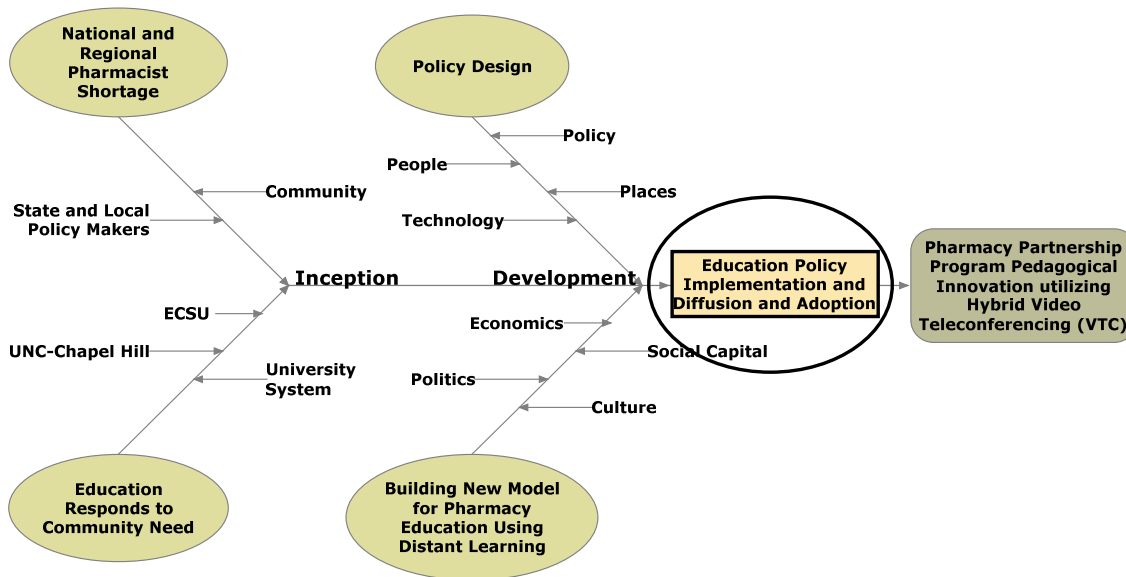 National and
Regional
Pharmacist
Shortage
Policy Design
Policy
People
Community
Places
State and Local
Policy Makers
Technology
Inception
Development
Education Policy
Implementation and
Diffusion and Adoption
Pharmacy Partnership
Program Pedagogical
Innovation utilizing
Hybrid Video
Teleconferencing (VTC)
ECSU
Economics
UNC-Chapel Hill
Social Capital
University
System
Politics
Culture
Education
Responds to
Community Need
Building New Model
for Pharmacy
Education Using
Distant Learning